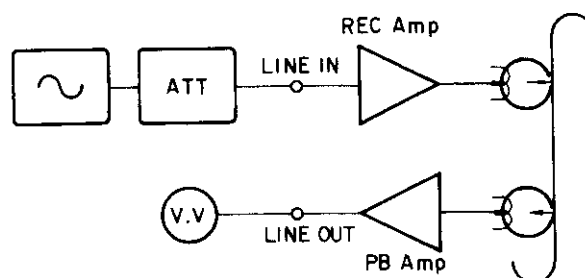 REC Amp
LINE IN
ATT
V.V
LINE OUT
PB Amp